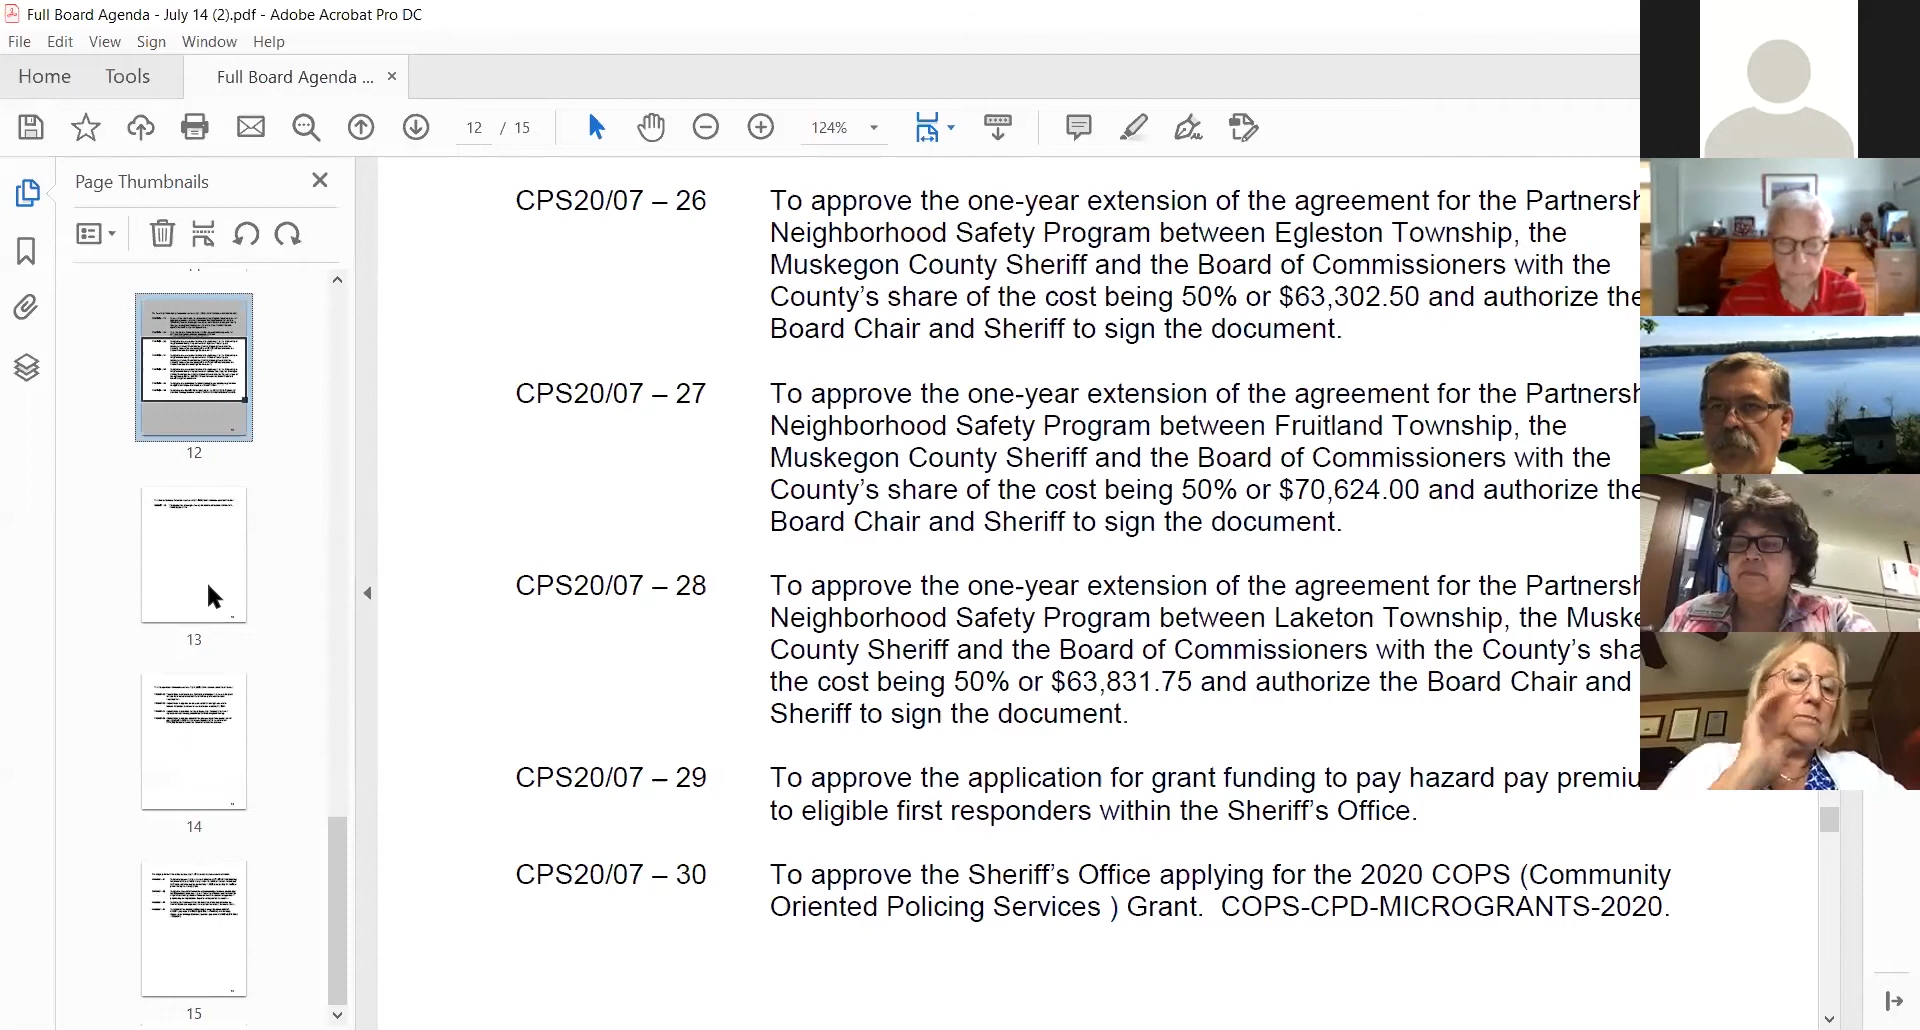 Full Board Agenda - July 14 (2).pdf - Adobe Acrobat Pro DC
File Edit View Sign Window Help
Home Tools Full Board Agenda ... ×
12 / 15 124%
Page Thumbnails
12
13
14
15
CPS20/07 – 26 To approve the one-year extension of the agreement for the
Neighborhood Safety Program between Egleston Township, the
Muskegon County Sheriff and the Board of Commissioners with the
County’s share of the cost being 50% or $63,302.50 and authorize the
Board Chair and Sheriff to sign the document.
CPS20/07 – 27 To approve the one-year extension of the agreement for the
Neighborhood Safety Program between Fruitland Township, the
Muskegon County Sheriff and the Board of Commissioners with the
County’s share of the cost being 50% or $70,624.00 and authorize the
Board Chair and Sheriff to sign the document.
CPS20/07 – 28 To approve the one-year extension of the agreement for the
Neighborhood Safety Program between Laketon Township, the
County Sheriff and the Board of Commissioners with the County’s
the cost being 50% or $63,831.75 and authorize the Board Chair and
Sheriff to sign the document.
CPS20/07 – 29 To approve the application for grant funding to pay hazard pay
to eligible first responders within the Sheriff’s Office.
CPS20/07 – 30 To approve the Sheriff’s Office applying for the 2020 COPS (Community
Oriented Policing Services ) Grant. COPS-CPD-MICROGRANTS-2020.